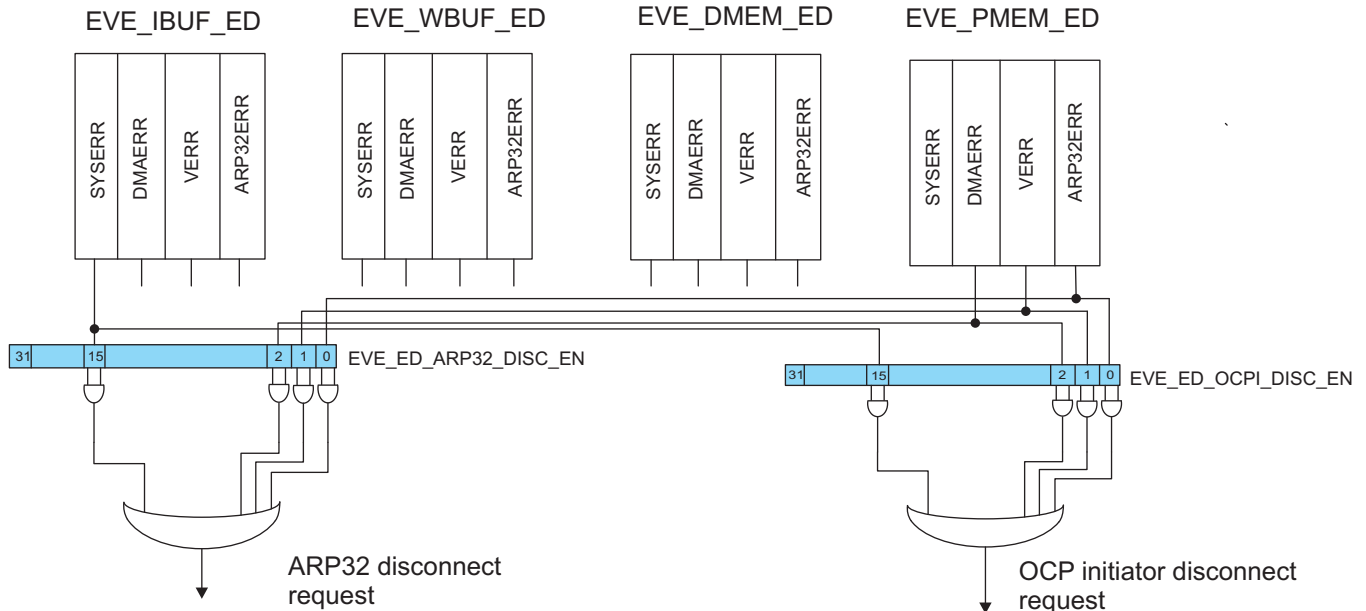 EVE_IBUF_ED EVE_WBUF_ED EVE_DMEM_ED EVE_PMEM_ED
SYSERR DMAERR VERR ARP32ERR SYSERR DMAERR VERR ARP32ERR SYSERR DMAERR VERR ARP32ERR SYSERR DMAERR VERR ARP32ERR
31 15 2 1 0 EVE_ED_ARP32_DISC_EN
31 15 2 1 0 EVE_ED_OCPI_DISC_EN
ARP32 disconnect
request
OCP initiator disconnect
request